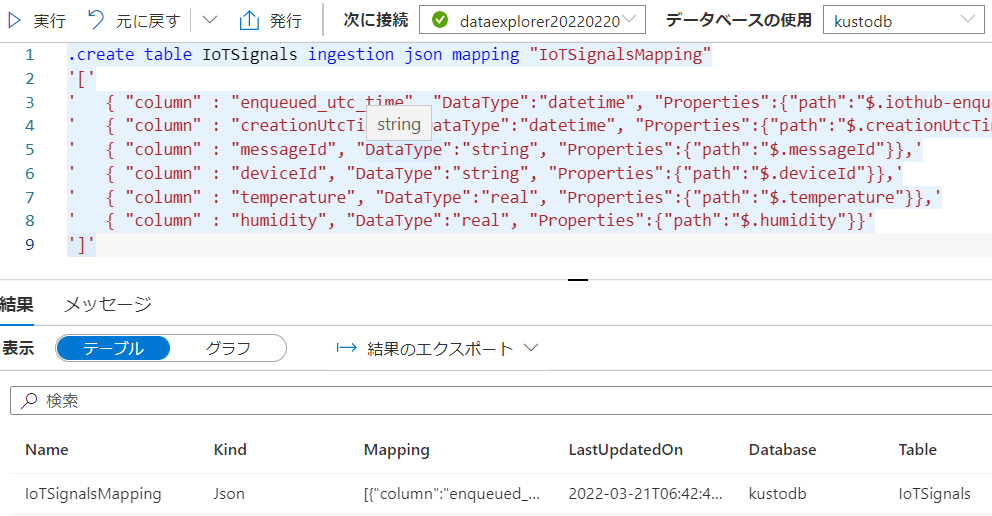 実行 元に戻す 発行 次に接続 dataexplorer20220220 データベースの使用 kustodb
1 .create table IoTSignals ingestion json mapping "IoTSignalsMapping"
2 '['
3 ' { "column" : "enqueued_utc_time", "DataType":"datetime", "Properties":{"path":"$.iothub-enqu
4 ' { "column" : "creationUtcTi string ataType":"datetime", "Properties":{"path":"$.creationUtcTi
5 ' { "column" : "messageId", "DataType":"string", "Properties":{"path":"$.messageId"}},'
6 ' { "column" : "deviceId", "DataType":"string", "Properties":{"path":"$.deviceId"}},'
7 ' { "column" : "temperature", "DataType":"real", "Properties":{"path":"$.temperature"}},'
8 ' { "column" : "humidity", "DataType":"real", "Properties":{"path":"$.humidity"}}'
9 ']'
結果 メッセージ
表示 テーブル グラフ 結果のエクスポート
検索
Name Kind Mapping LastUpdatedOn Database Table
IoTSignalsMapping Json [{"column":"enqueued_... 2022-03-21T06:42:4... kustodb IoTSignals